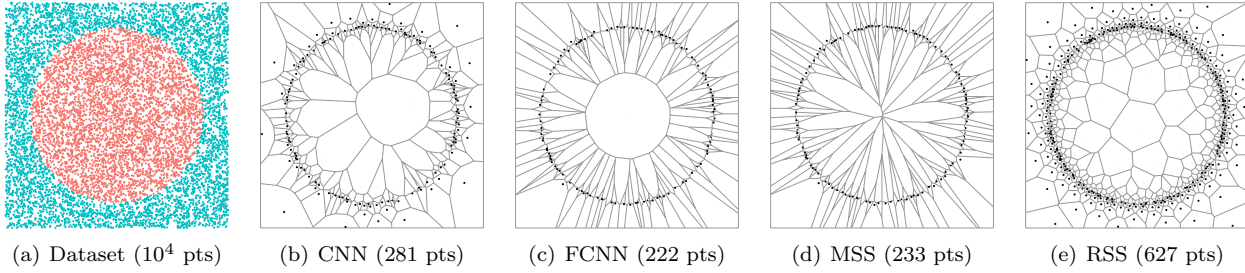 (a) Dataset (10⁴ pts)
(b) CNN (281 pts)
(c) FCNN (222 pts)
(d) MSS (233 pts)
(e) RSS (627 pts)